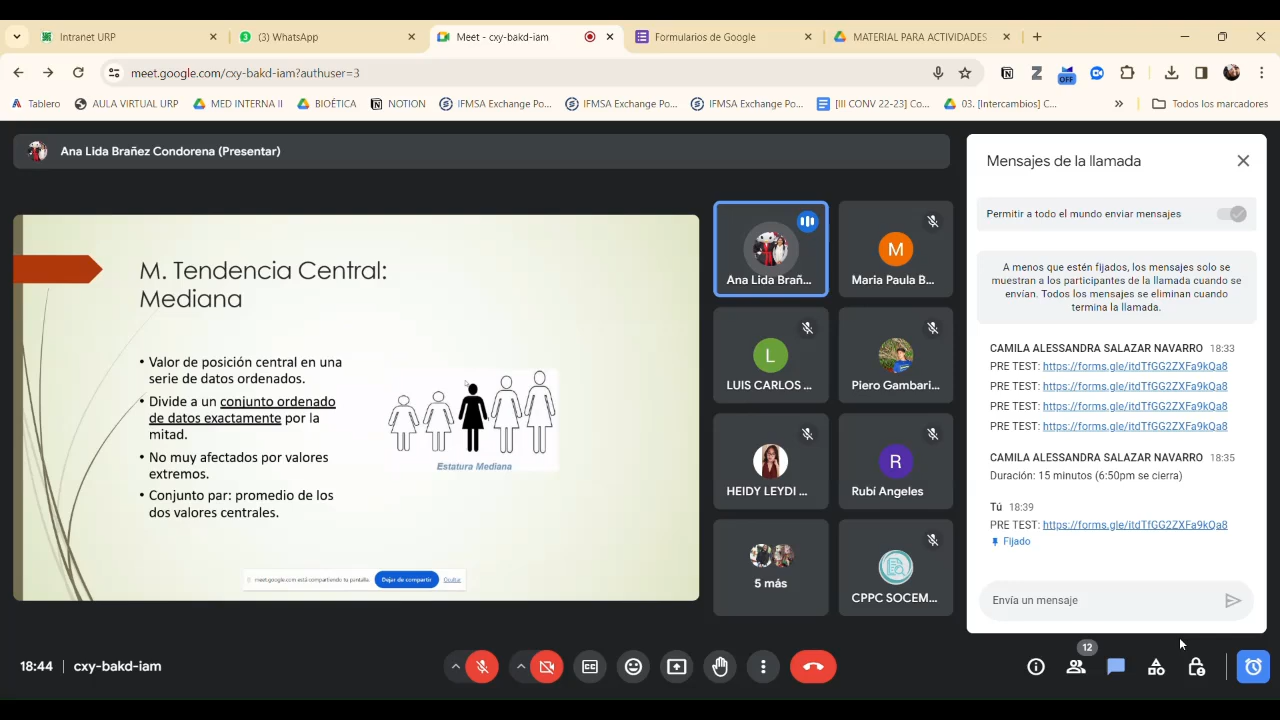 Intranet URP
(3) WhatsApp
Meet - cxy-bakd-iam
Formularios de Google
MATERIAL PARA ACTIVIDADES
meet.google.com/cxy-bakd-iam?authuser=3
OFF
Tablero
AULA VIRTUAL URP
MED INTERNA II
BIOÉTICA
NOTION
IFMSA Exchange Po...
IFMSA Exchange Po...
IFMSA Exchange Po...
[III CONV 22-23] Co...
03. [Intercambios] C...
»
Todos los marcadores
Ana Lida Brañez Condorena (Presentar)
M. Tendencia Central:
Mediana
• Valor de posición central en una
serie de datos ordenados.
• Divide a un conjunto ordenado
de datos exactamente por la
mitad.
• No muy afectados por valores
extremos.
• Conjunto par: promedio de los
dos valores centrales.
Estatura Mediana
meet.google.com está compartiendo tu pantalla.
Dejar de compartir
Ocultar
Ana Lida Brañ...
M
Maria Paula B...
L
LUIS CARLOS ...
Piero Gambari...
HEIDY LEYDI ...
R
Rubí Angeles
5 más
CPPC SOCEM...
Mensajes de la llamada
Permitir a todo el mundo enviar mensajes
A menos que estén fijados, los mensajes solo se
muestran a los participantes de la llamada cuando se
envían. Todos los mensajes se eliminan cuando
termina la llamada.
CAMILA ALESSANDRA SALAZAR NAVARRO 18:33
PRE TEST: https://forms.gle/itdTfGG2ZXFa9kQa8
PRE TEST: https://forms.gle/itdTfGG2ZXFa9kQa8
PRE TEST: https://forms.gle/itdTfGG2ZXFa9kQa8
PRE TEST: https://forms.gle/itdTfGG2ZXFa9kQa8
CAMILA ALESSANDRA SALAZAR NAVARRO 18:35
Duración: 15 minutos (6:50pm se cierra)
Tú 18:39
PRE TEST: https://forms.gle/itdTfGG2ZXFa9kQa8
Fijado
Envía un mensaje
18:44 | cxy-bakd-iam
12